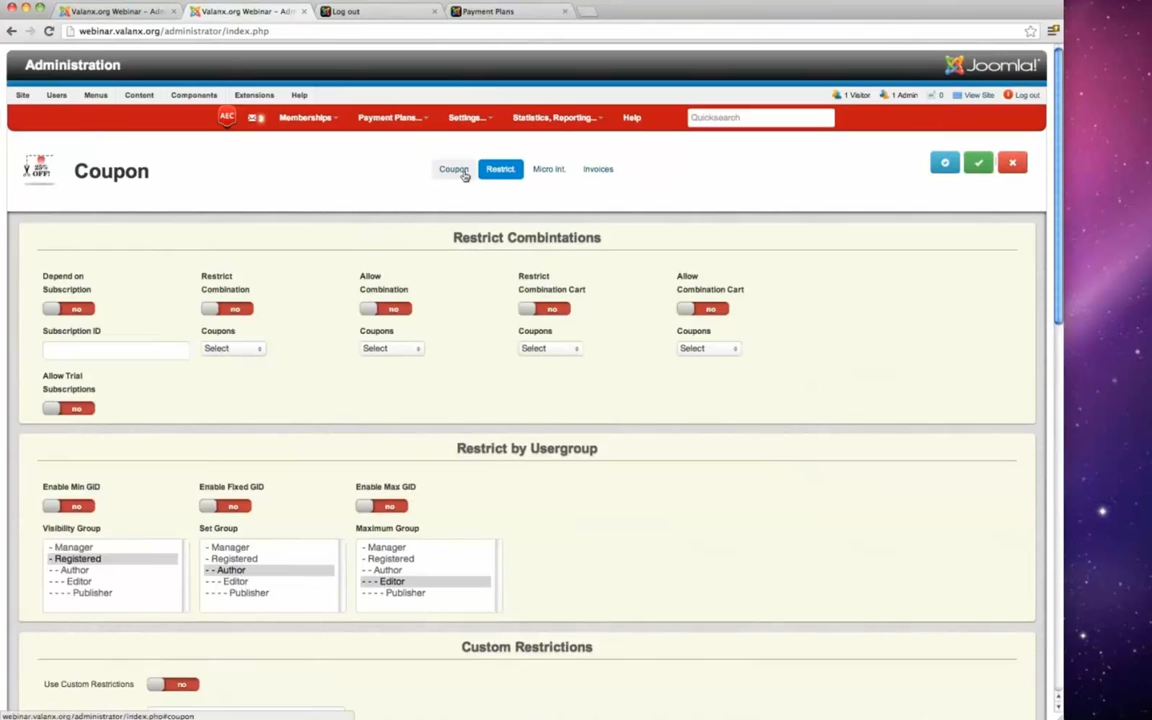 Valanx.org Webinar – Admi
Valanx.org Webinar – Admi
Log out
Payment Plans
webinar.valanx.org/administrator/index.php
Administration
Joomla!
Site Users Menus Content Components Extensions Help
1 Visitor 1 Admin 0 View Site Log out
AEC Memberships Payment Plans... Settings... Statistics, Reporting... Help Quicksearch
25% OFF!
Coupon
Coupon Restrict. Micro Int. Invoices
Restrict Combintations
Depend on Subscription
Restrict Combination
Allow Combination
Restrict Combination Cart
Allow Combination Cart
no no no no no
Subscription ID Coupons Coupons Coupons Coupons
Select Select Select Select
Allow Trial
Subscriptions
no
Restrict by Usergroup
Enable Min GID Enable Fixed GID Enable Max GID
no no no
Visibility Group Set Group Maximum Group
- Manager - Manager - Manager
- Registered - Registered - Registered
- - Author - - Author - - Author
- - - Editor - - - Editor - - - Editor
- - - - Publisher - - - - Publisher - - - - Publisher
Custom Restrictions
Use Custom Restrictions no
webinar.valanx.org/administrator/index.php#coupon